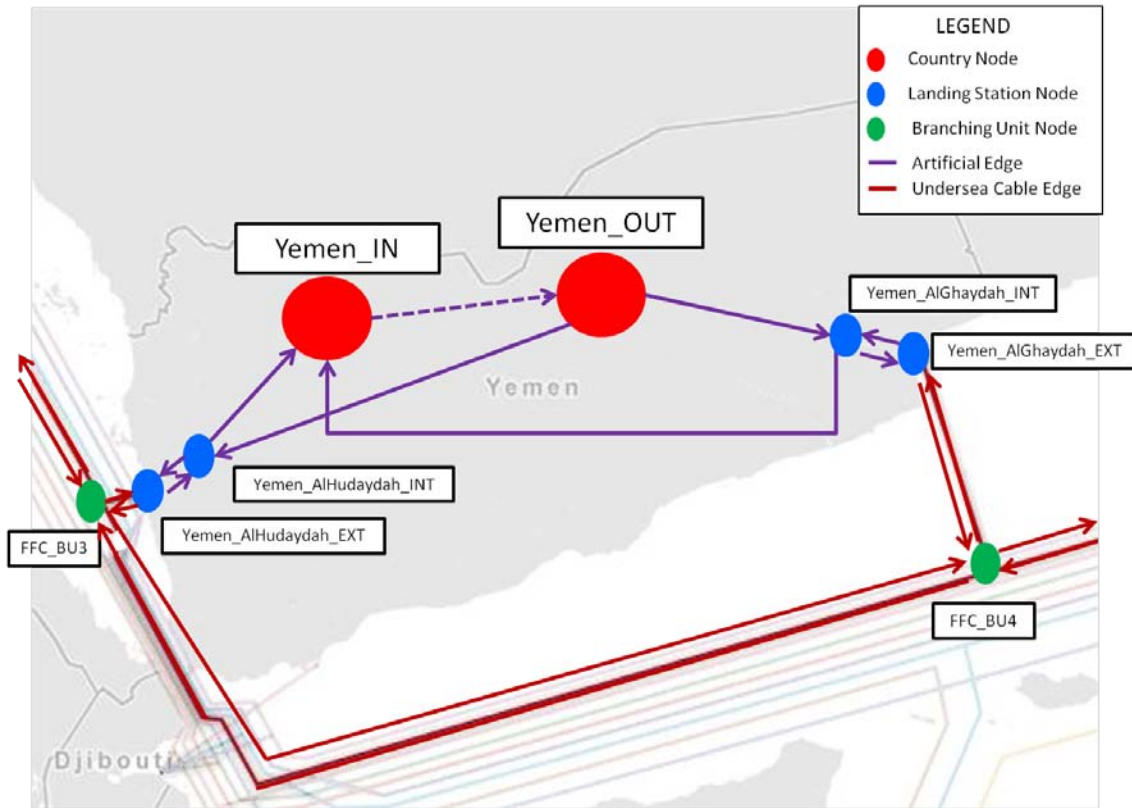 LEGEND
Country Node
Landing Station Node
Branching Unit Node
Artificial Edge
Undersea Cable Edge
Yemen_OUT
Yemen_IN
Yemen_AlGhaydah_INT
Yemen_AlGhaydah_EXT
Yemen
Yemen_AlHudaydah_INT
Yemen_AlHudaydah_EXT
FFC_BU3
FFC_BU4
Djibouti